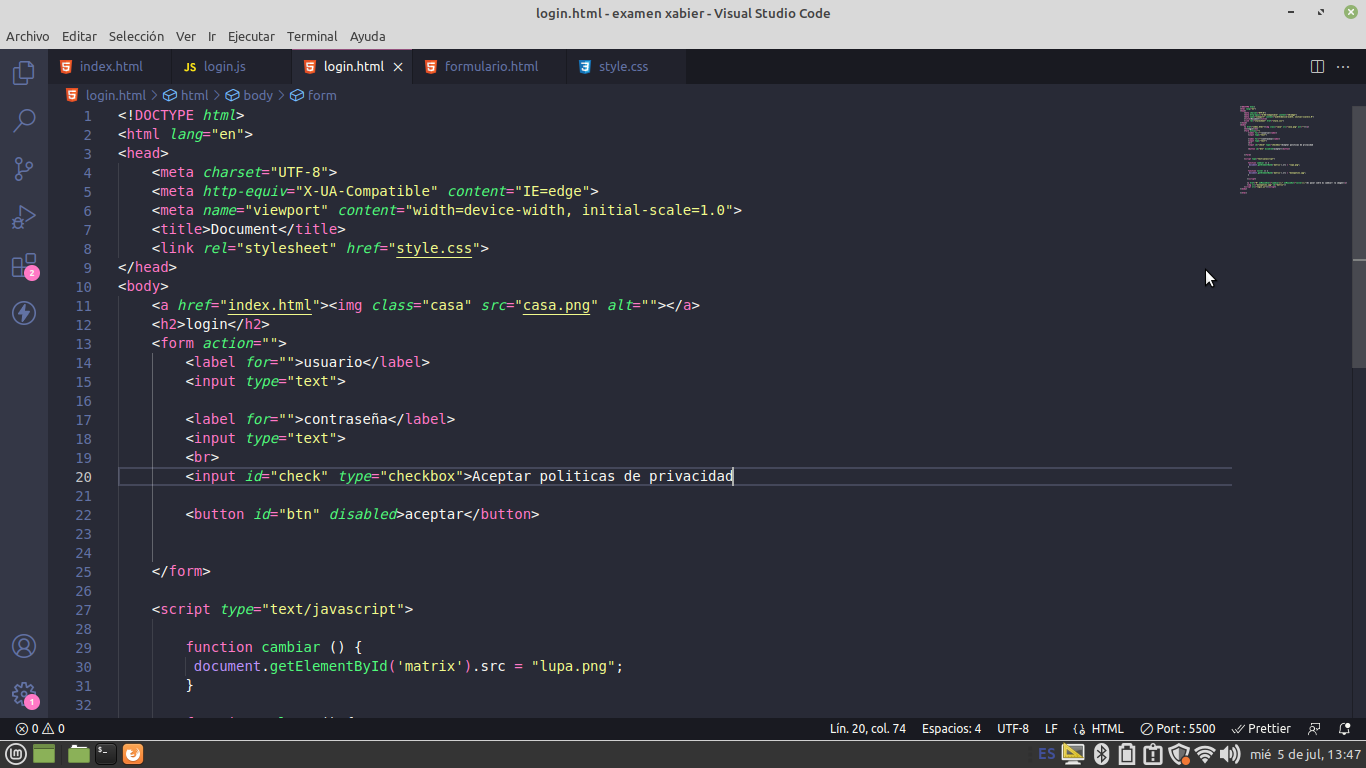 login.html - examen xabier - Visual Studio Code
Archivo Editar Selección Ver Ir Ejecutar Terminal Ayuda
index.html JS login.js login.html formulario.html style.css
login.html > html > body > form
1 <!DOCTYPE html>
2 <html lang="en">
3 <head>
4 <meta charset="UTF-8">
5 <meta http-equiv="X-UA-Compatible" content="IE=edge">
6 <meta name="viewport" content="width=device-width, initial-scale=1.0">
7 <title>Document</title>
8 <link rel="stylesheet" href="style.css">
9 </head>
10 <body>
11 <a href="index.html"><img class="casa" src="casa.png" alt=""></a>
12 <h2>login</h2>
13 <form action="">
14 <label for="">usuario</label>
15 <input type="text">
16
17 <label for="">contraseña</label>
18 <input type="text">
19 <br>
20 <input id="check" type="checkbox">Aceptar politicas de privacidad
21
22 <button id="btn" disabled>aceptar</button>
23
24
25 </form>
26
27 <script type="text/javascript">
28
29 function cambiar () {
30 document.getElementById('matrix').src = "lupa.png";
31 }
32
2
1
0 0 Lín. 20, col. 74 Espacios: 4 UTF-8 LF HTML Port : 5500 Prettier
ES mié 5 de jul, 13:47